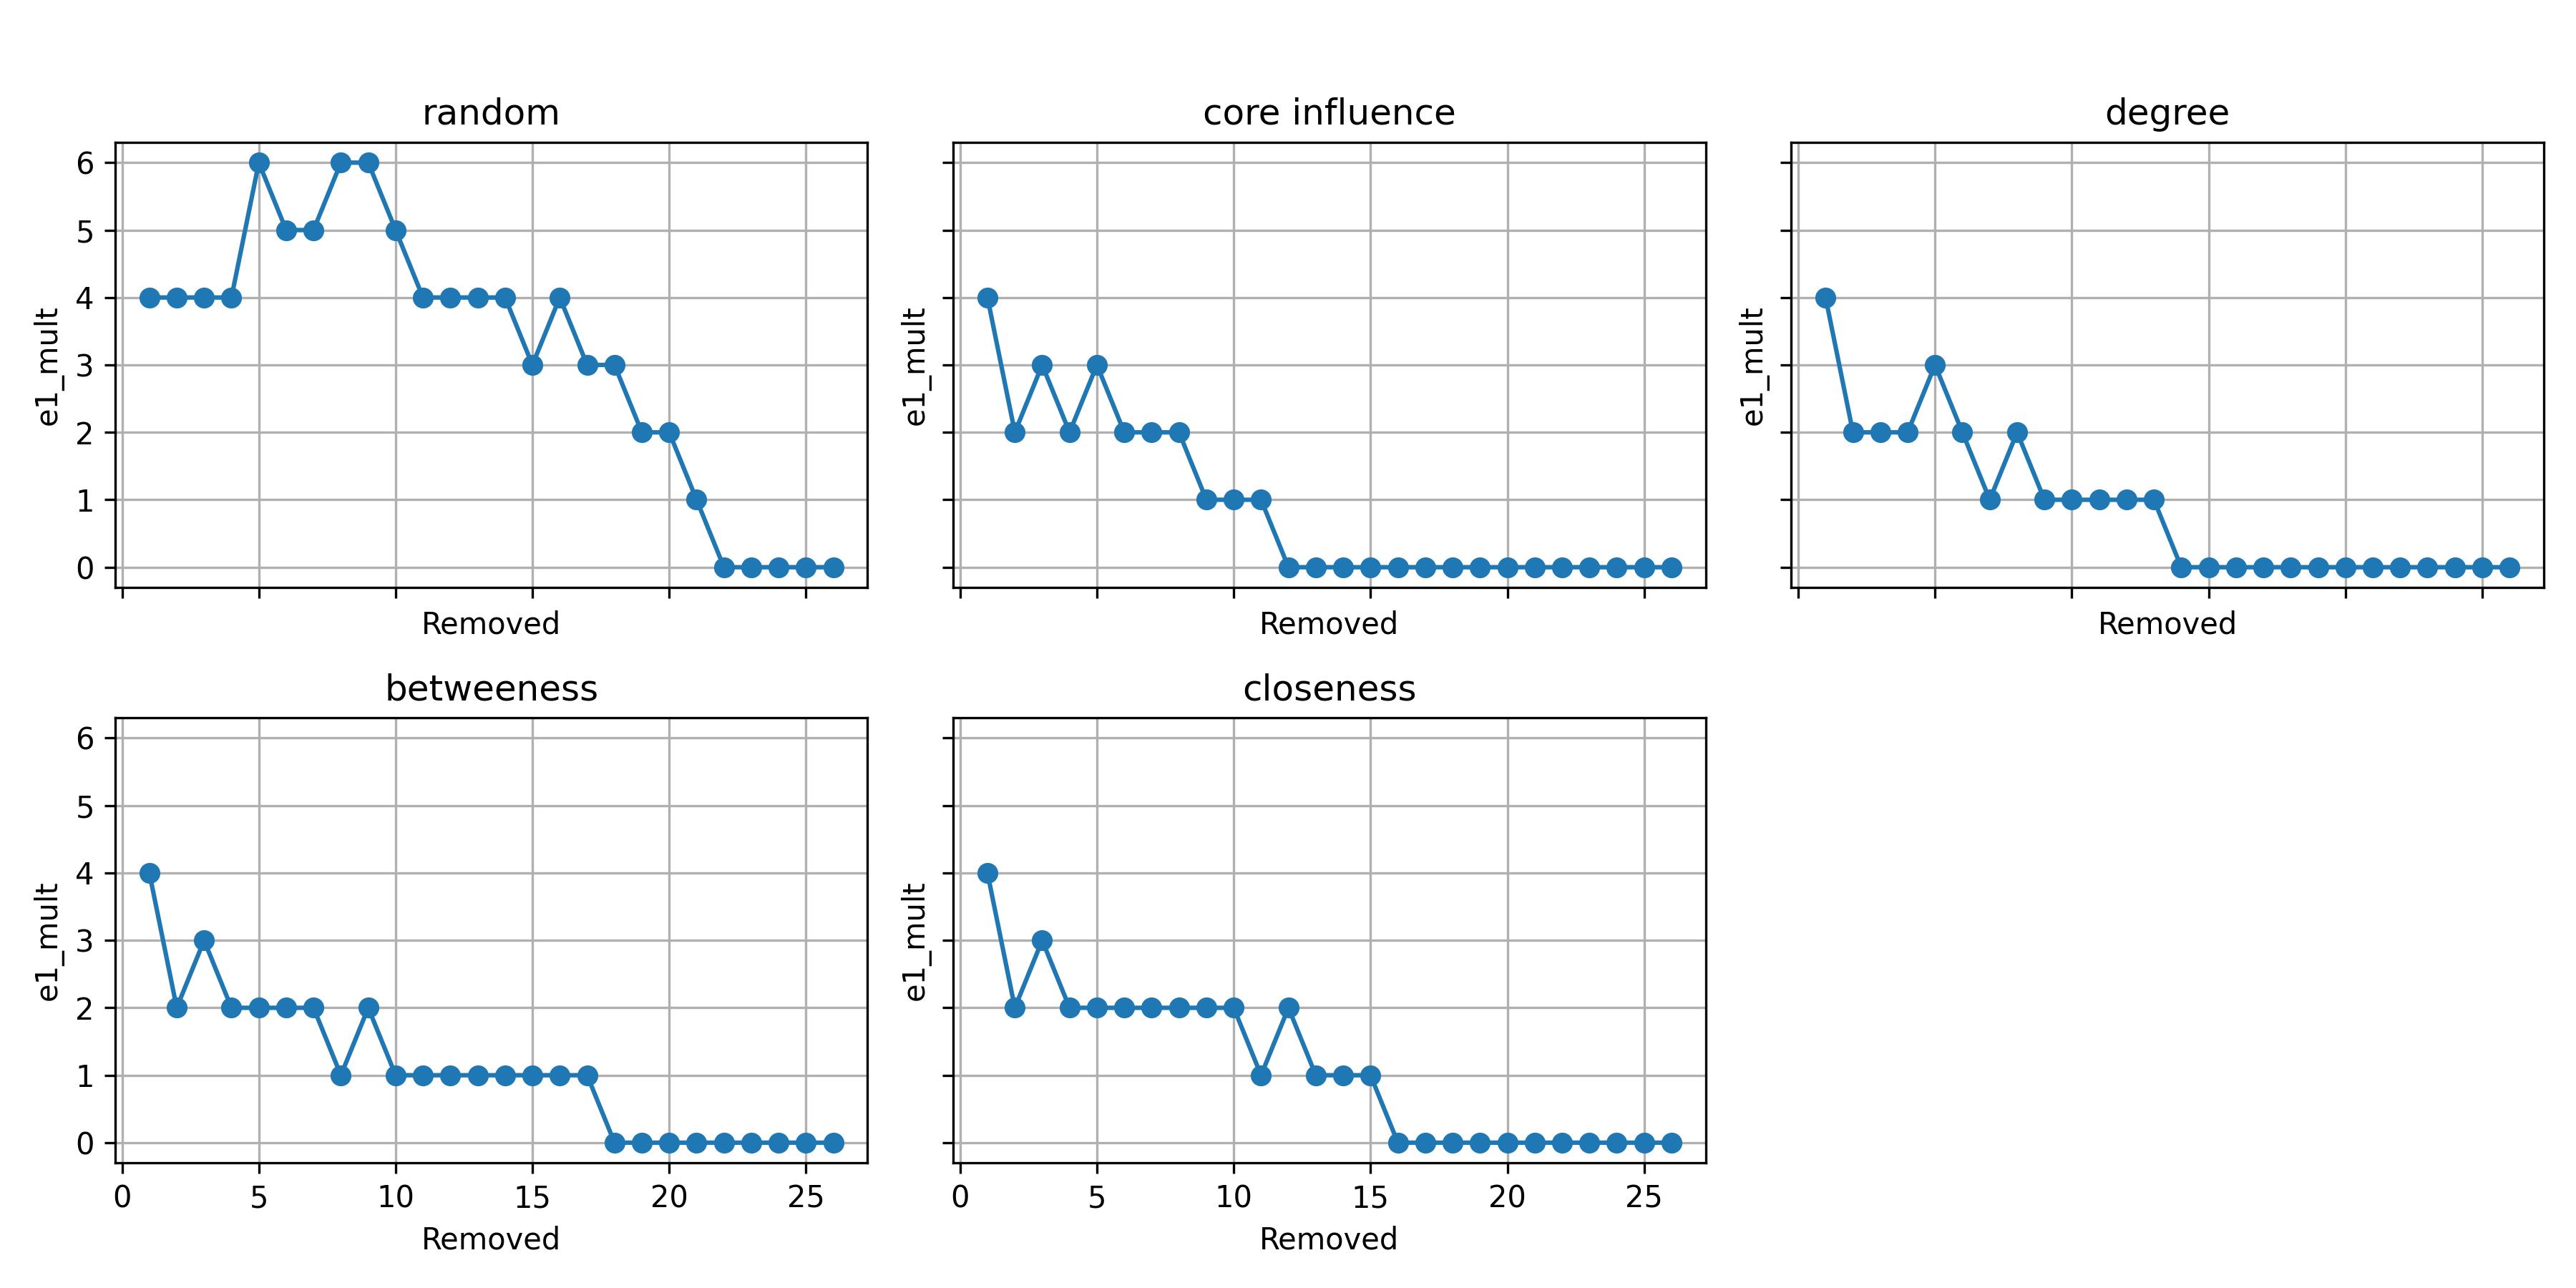 random
6
5
4
3
2
1
0
e1_mult
Removed
core influence
e1_mult
Removed
degree
e1_mult
Removed
betweeness
6
5
4
3
2
1
0
e1_mult
0 5 10 15 20 25
Removed
closeness
e1_mult
0 5 10 15 20 25
Removed